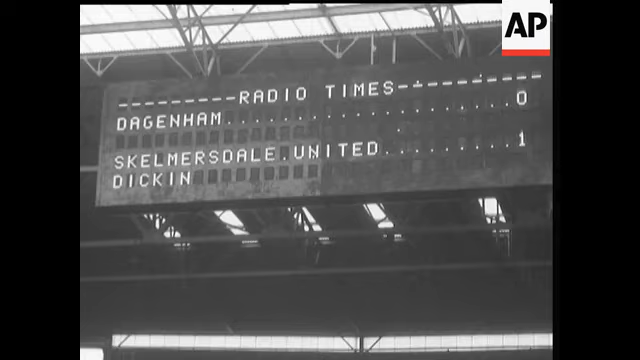 AP
---------RADIO TIMES-----------
DAGENHAM......................0
SKELMERSDALE.UNITED..........1
DICKIN